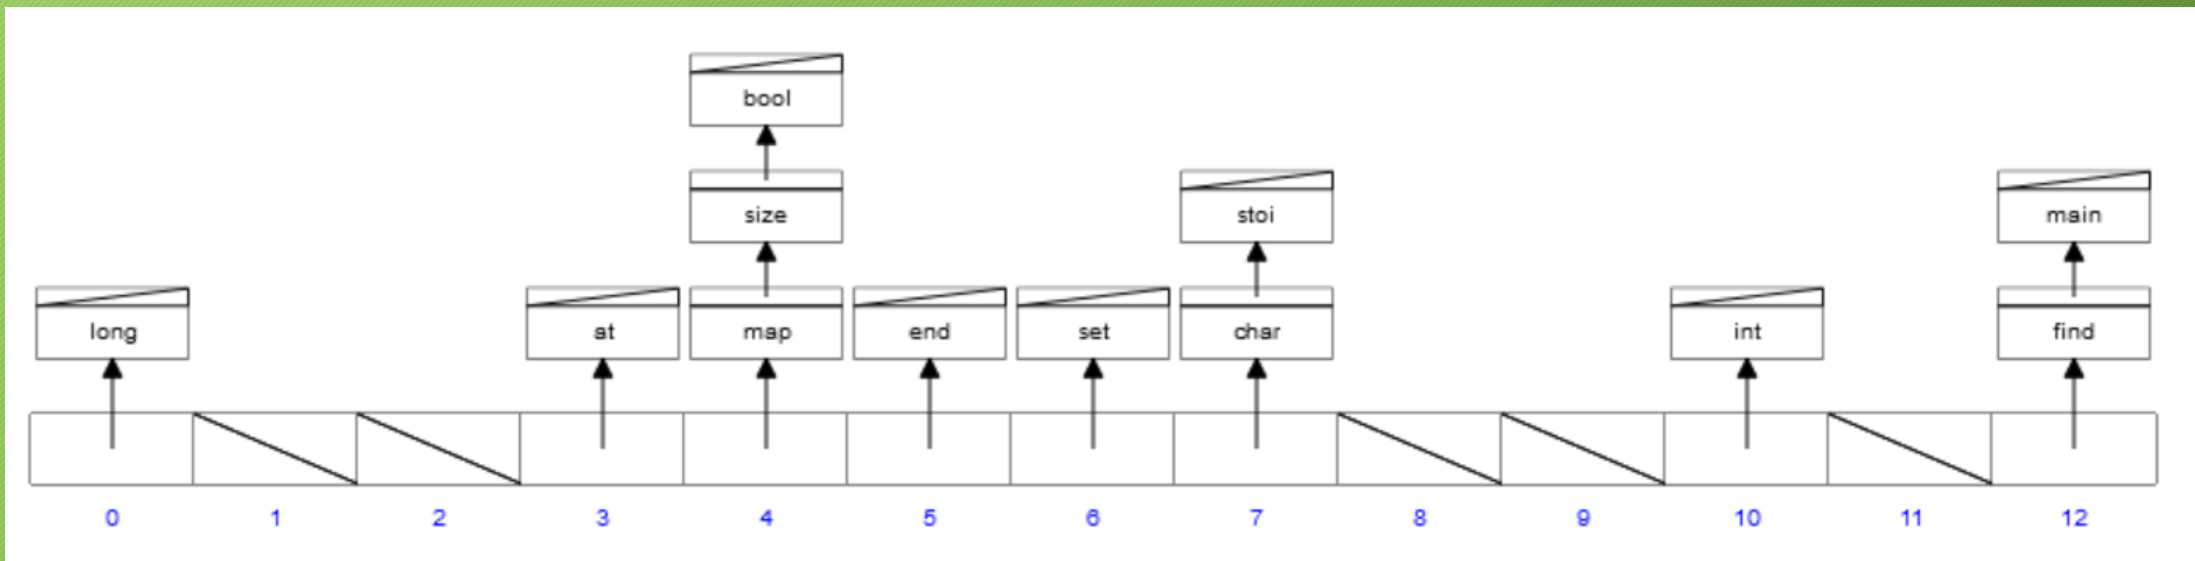 bool
size stoi main
long at map end set char int find
0 1 2 3 4 5 6 7 8 9 10 11 12